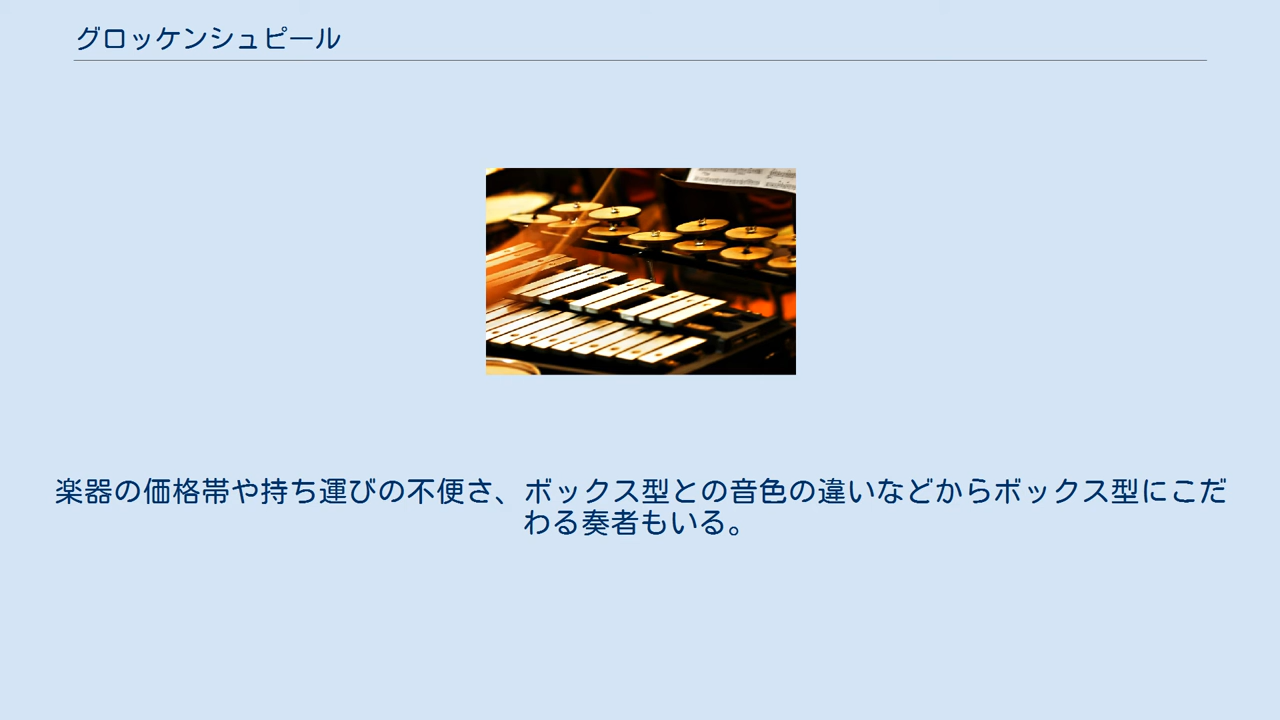 グロッケンシュピール
楽器の価格帯や持ち運びの不便さ、ボックス型との音色の違いなどからボックス型にこだ
わる奏者もいる。